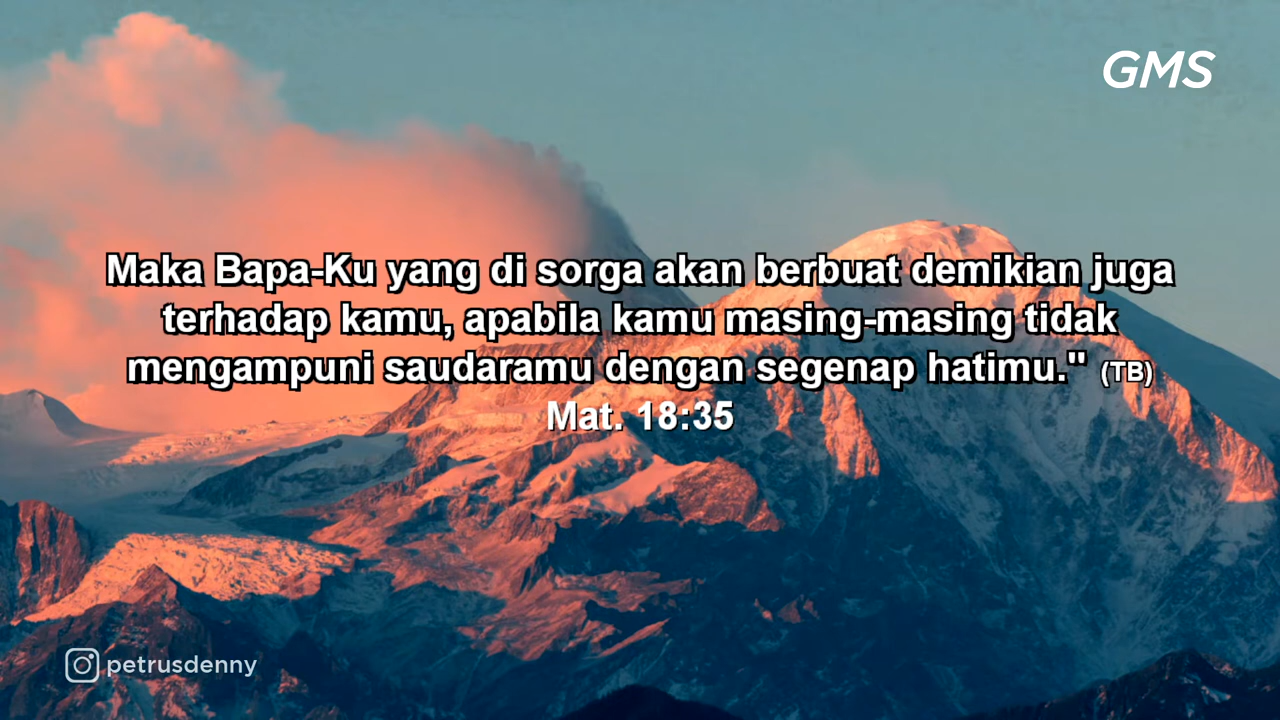 GMS
Maka Bapa-Ku yang di sorga akan berbuat demikian juga
terhadap kamu, apabila kamu masing-masing tidak
mengampuni saudaramu dengan segenap hatimu." (TB)
Mat. 18:35
petrusdenny